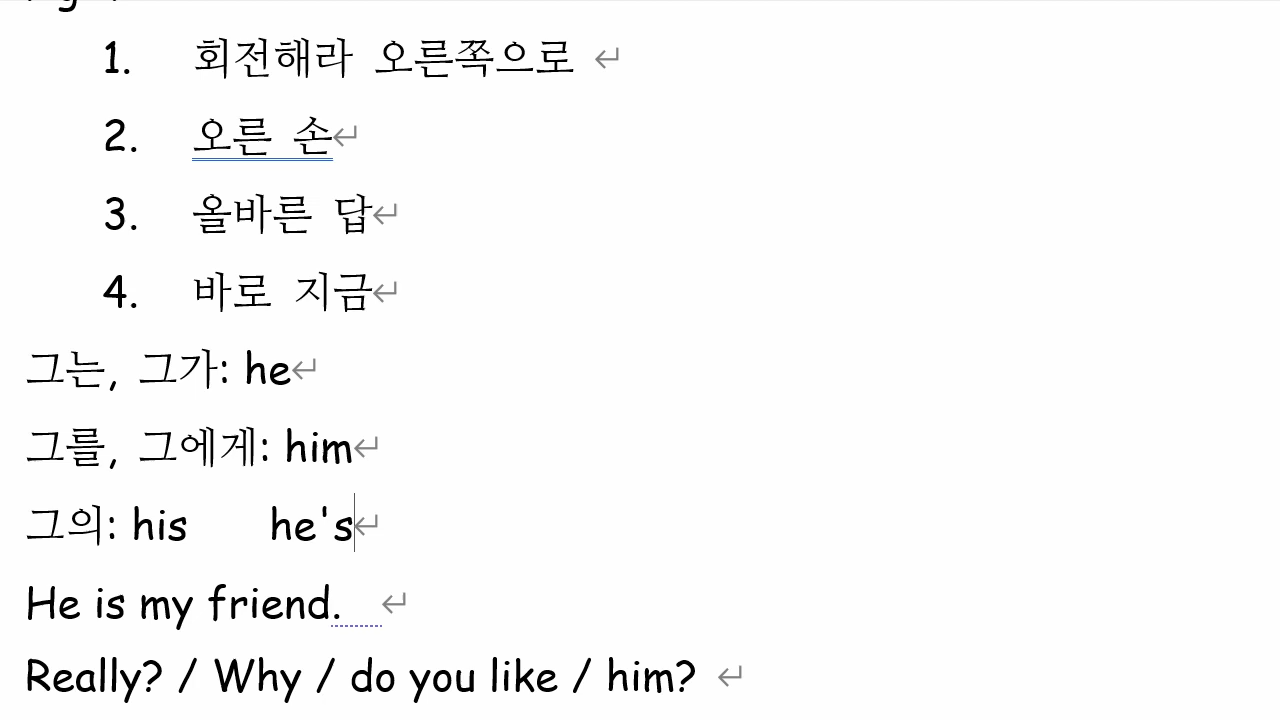 1. 회전해라 오른쪽으로
2. 오른 손
3. 올바른 답
4. 바로 지금
그는, 그가: he
그를, 그에게: him
그의: his he's
He is my friend.
Really? / Why / do you like / him?